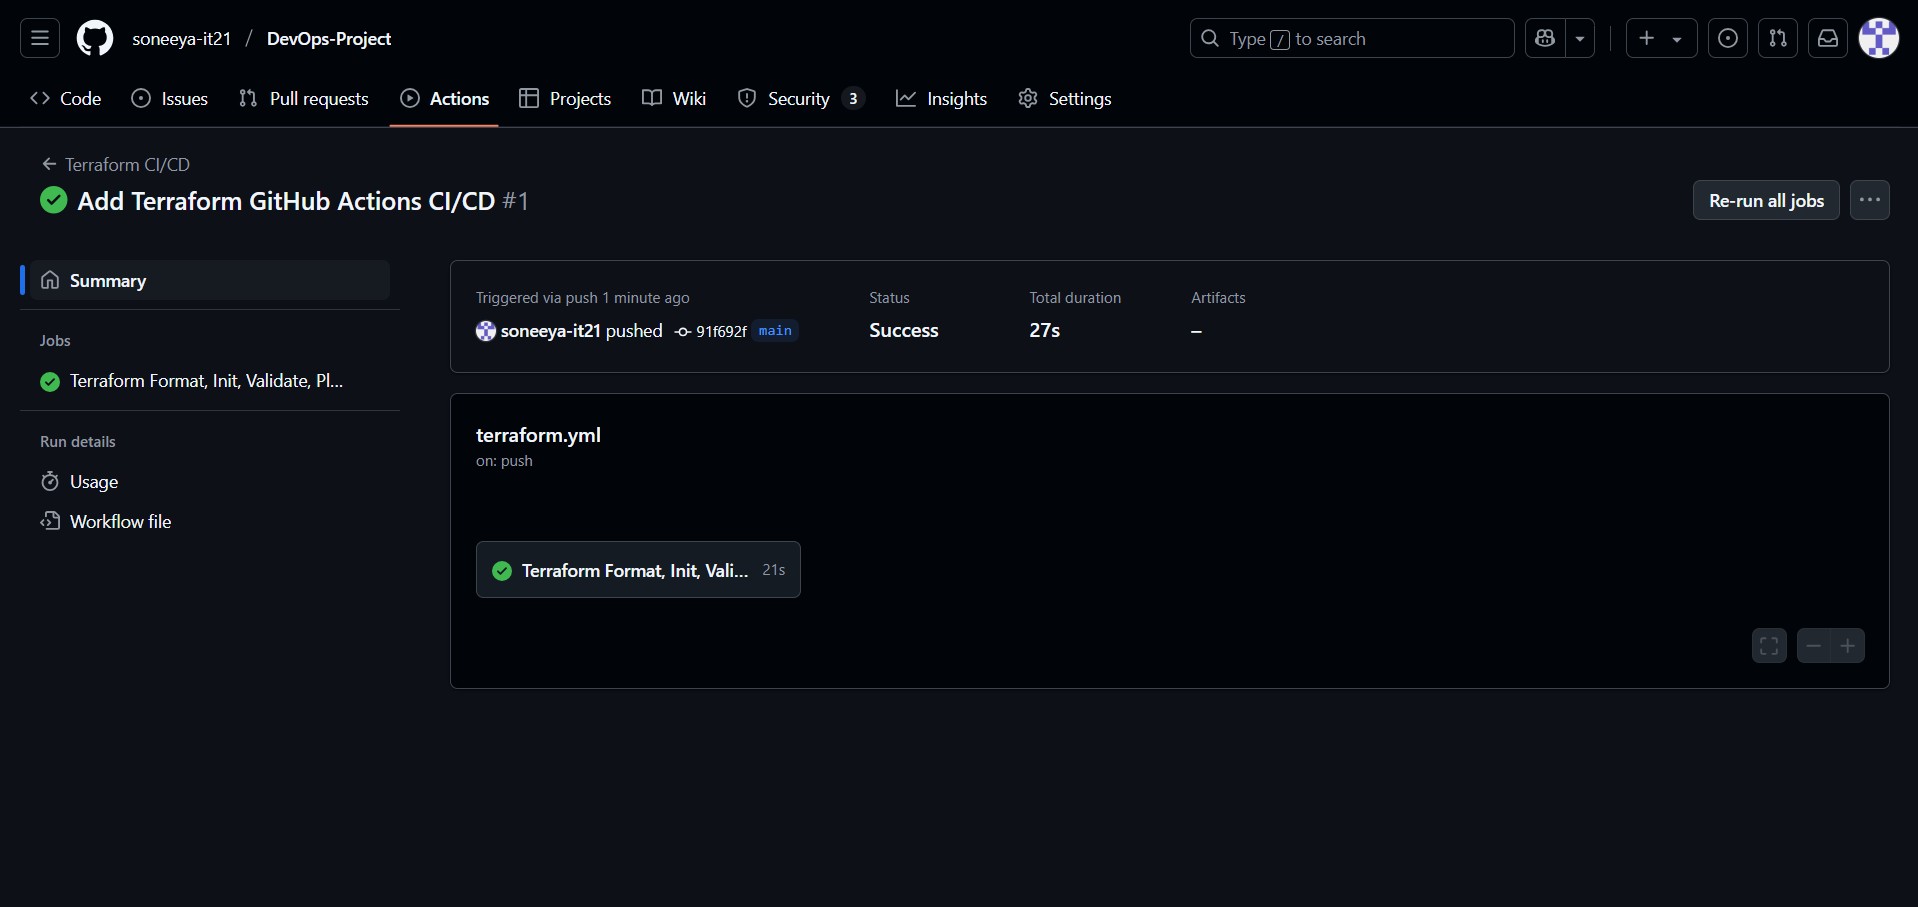 soneeya-it21 / DevOps-Project
Type / to search
Code Issues Pull requests Actions Projects Wiki Security 3 Insights Settings
Terraform CI/CD
Add Terraform GitHub Actions CI/CD #1
Re-run all jobs
Summary
Jobs
Terraform Format, Init, Validate, Pl...
Run details
Usage
Workflow file
Triggered via push 1 minute ago
soneeya-it21 pushed 91f692f main
Status
Success
Total duration
27s
Artifacts
–
terraform.yml
on: push
Terraform Format, Init, Vali... 21s